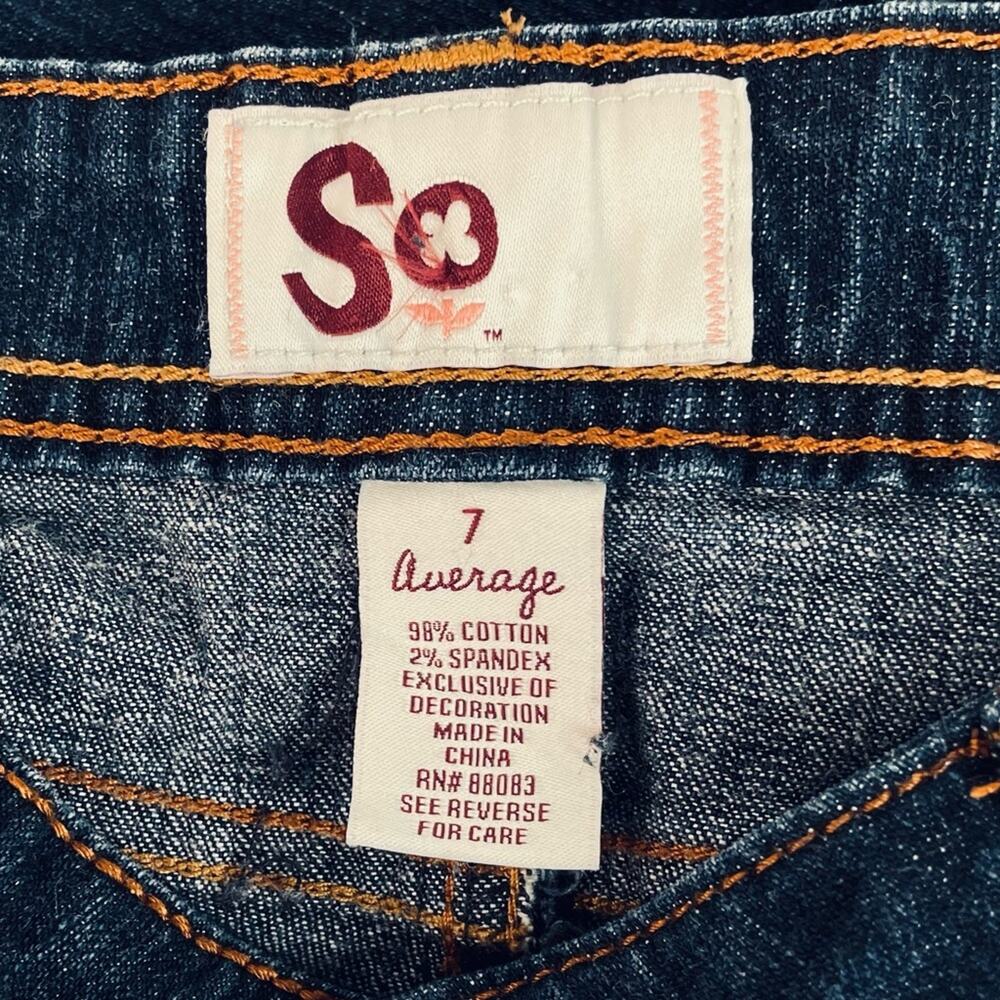 So
TM
7
Average
98% COTTON
2% SPANDEX
EXCLUSIVE OF
DECORATION
MADE IN
CHINA
RN# 88083
SEE REVERSE
FOR CARE